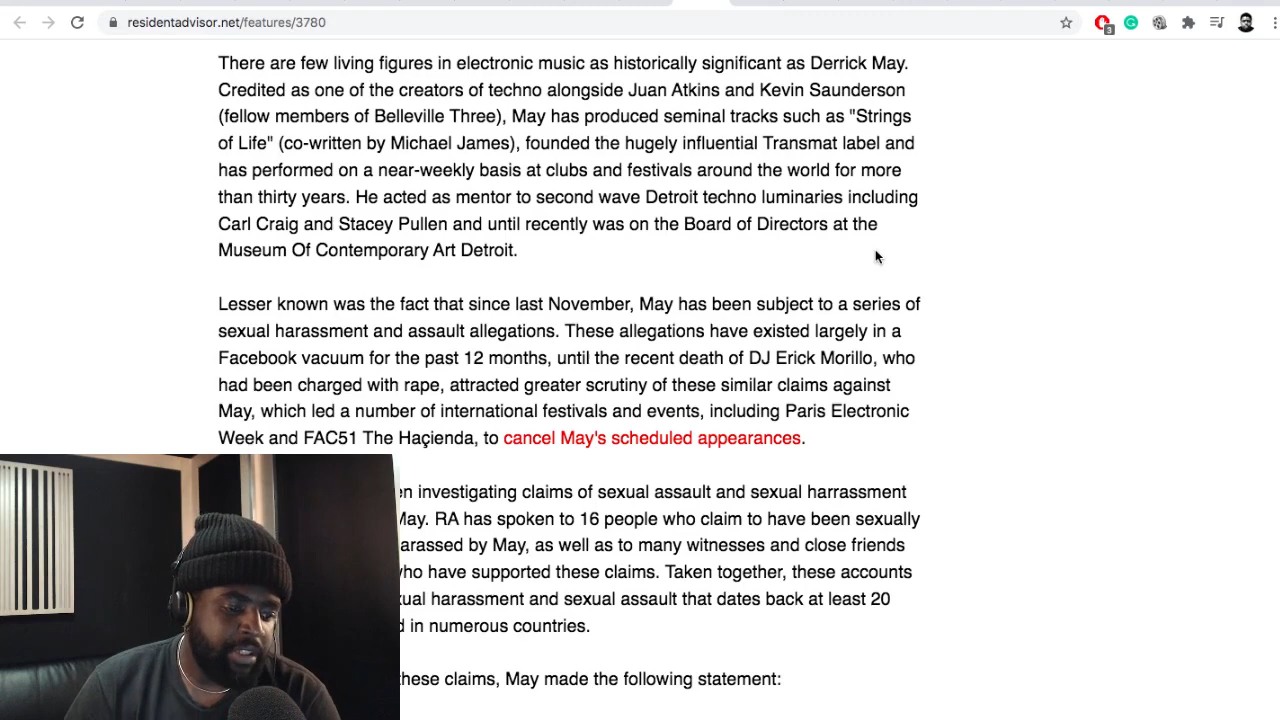 residentadvisor.net/features/3780
3
There are few living figures in electronic music as historically significant as Derrick May.
Credited as one of the creators of techno alongside Juan Atkins and Kevin Saunderson
(fellow members of Belleville Three), May has produced seminal tracks such as "Strings
of Life" (co-written by Michael James), founded the hugely influential Transmat label and
has performed on a near-weekly basis at clubs and festivals around the world for more
than thirty years. He acted as mentor to second wave Detroit techno luminaries including
Carl Craig and Stacey Pullen and until recently was on the Board of Directors at the
Museum Of Contemporary Art Detroit.
Lesser known was the fact that since last November, May has been subject to a series of
sexual harassment and assault allegations. These allegations have existed largely in a
Facebook vacuum for the past 12 months, until the recent death of DJ Erick Morillo, who
had been charged with rape, attracted greater scrutiny of these similar claims against
May, which led a number of international festivals and events, including Paris Electronic
Week and FAC51 The Haçienda, to cancel May's scheduled appearances.
en investigating claims of sexual assault and sexual harrassment
May. RA has spoken to 16 people who claim to have been sexually
arassed by May, as well as to many witnesses and close friends
who have supported these claims. Taken together, these accounts
xual harassment and sexual assault that dates back at least 20
d in numerous countries.
these claims, May made the following statement: